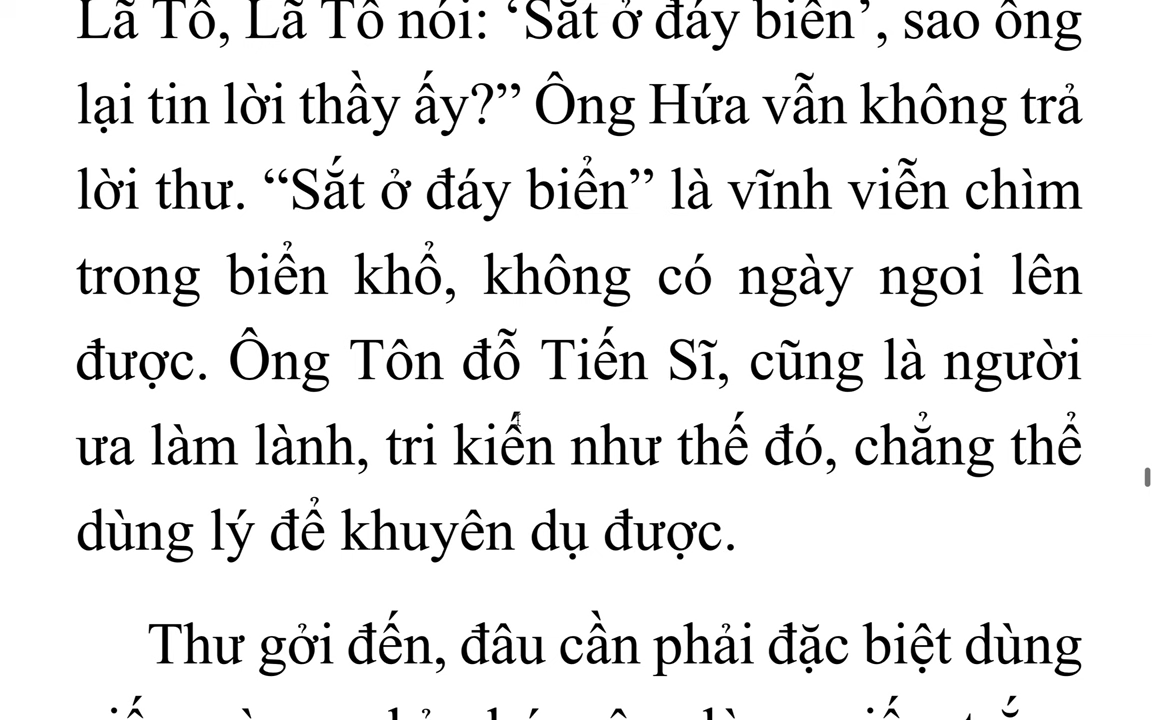 Lã Tổ, Lã Tổ nói: ‘Sắt ở đáy biển’, sao ông
lại tin lời thầy ấy?” Ông Hứa vẫn không trả
lời thư. “Sắt ở đáy biển” là vĩnh viễn chìm
trong biển khổ, không có ngày ngoi lên
được. Ông Tôn đỗ Tiến Sĩ, cũng là người
ưa làm lành, tri kiến như thế đó, chẳng thể
dùng lý để khuyên dụ được.
Thư gởi đến, đâu cần phải đặc biệt dùng